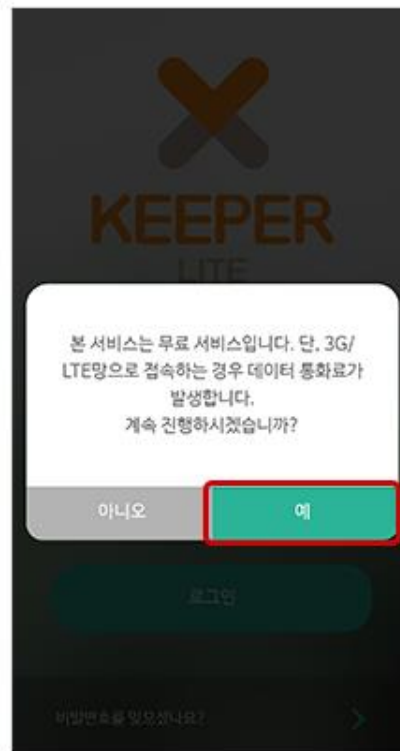 KEEPER
LITE
본 서비스는 무료 서비스입니다. 단, 3G/
LTE망으로 접속하는 경우 데이터 통화료가
발생합니다.
계속 진행하시겠습니까?
아니오
예
로그인
비밀번호를 잊으셨나요?